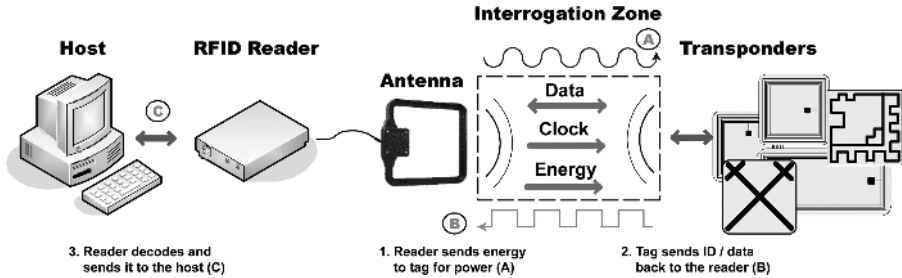 Interrogation Zone
Host
RFID Reader
A
Transponders
Antenna
C
Data
Clock
Energy
B
3. Reader decodes and
sends it to the host (C)
1. Reader sends energy
to tag for power (A)
2. Tag sends ID / data
back to the reader (B)